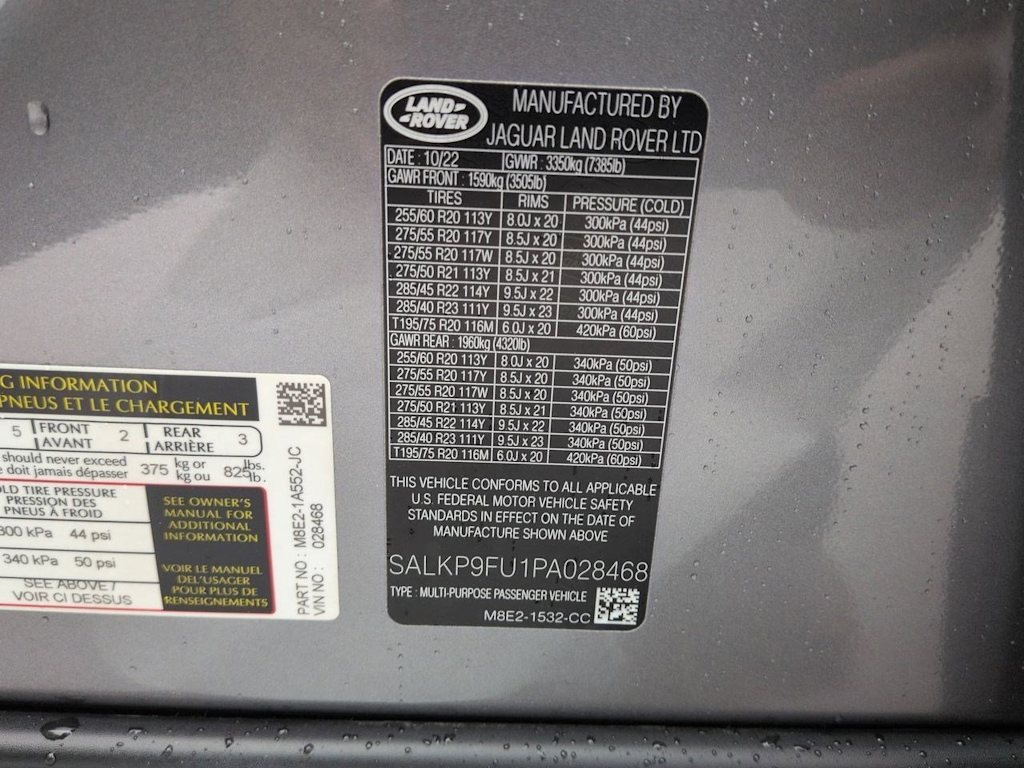 LAND-
-ROVER
MANUFACTURED BY
JAGUAR LAND ROVER LTD
DATE : 10/22 GVWR : 3350kg (7385lb)
GAWR FRONT : 1590kg (3505lb)
TIRES RIMS PRESSURE (COLD)
255/60 R20 113Y 8.0J x 20 300kPa (44psi)
275/55 R20 117Y 8.5J x 20 300kPa (44psi)
275/55 R20 117W 8.5J x 20 300kPa (44psi)
275/50 R21 113Y 8.5J x 21 300kPa (44psi)
285/45 R22 114Y 9.5J x 22 300kPa (44psi)
285/40 R23 111Y 9.5J x 23 300kPa (44psi)
T195/75 R20 116M 6.0J x 20 420kPa (60psi)
GAWR REAR : 1960kg (4320lb)
255/60 R20 113Y 8.0J x 20 340kPa (50psi)
275/55 R20 117Y 8.5J x 20 340kPa (50psi)
275/55 R20 117W 8.5J x 20 340kPa (50psi)
275/50 R21 113Y 8.5J x 21 340kPa (50psi)
285/45 R22 114Y 9.5J x 22 340kPa (50psi)
285/40 R23 111Y 9.5J x 23 340kPa (50psi)
T195/75 R20 116M 6.0J x 20 420kPa (60psi)
THIS VEHICLE CONFORMS TO ALL APPLICABLE
U.S. FEDERAL MOTOR VEHICLE SAFETY
STANDARDS IN EFFECT ON THE DATE OF
MANUFACTURE SHOWN ABOVE
SALKP9FU1PA028468
TYPE : MULTI-PURPOSE PASSENGER VEHICLE
M8E2-1532-CC
G INFORMATION
PNEUS ET LE CHARGEMENT
5 FRONT 2 REAR 3
AVANT ARRIÈRE
should never exceed 375 kg or 825 lbs.
e doit jamais dépasser kg ou lb.
LD TIRE PRESSURE
PRESSION DES
PNEUS À FROID
300 kPa 44 psi
340 kPa 50 psi
SEE ABOVE /
VOIR CI DESSUS
SEE OWNER'S
MANUAL FOR
ADDITIONAL
INFORMATION
VOIR LE MANUEL
DEL'USAGER
POUR PLUS DE
RENSEIGNEMENTS
PART NO : M8E2-1A552-JC
VIN NO : 028468